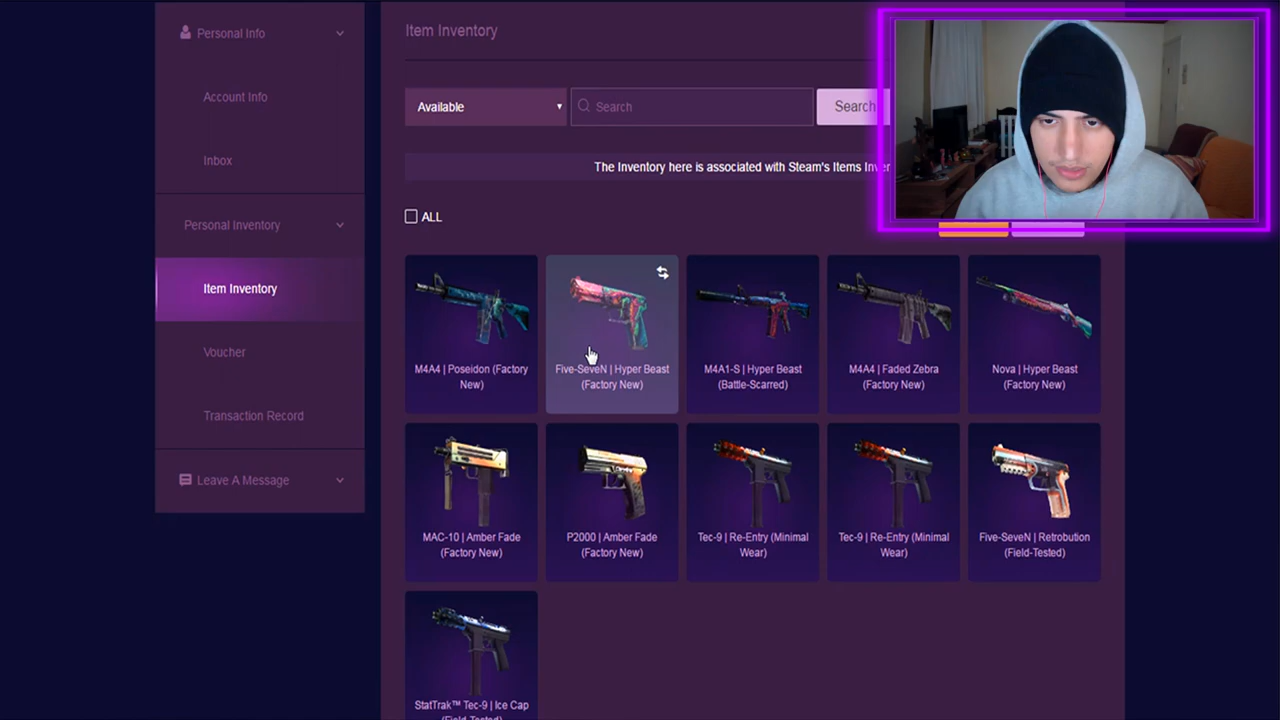 Personal Info
Account Info
Inbox
Personal Inventory
Item Inventory
Voucher
Transaction Record
Leave A Message
Item Inventory
Available
Search
Search
The Inventory here is associated with Steam's Items
ALL
M4A4 | Poseidon (Factory
New)
Five-SeveN | Hyper Beast
(Factory New)
M4A1-S | Hyper Beast
(Battle-Scarred)
M4A4 | Faded Zebra
(Factory New)
Nova | Hyper Beast
(Factory New)
MAC-10 | Amber Fade
(Factory New)
P2000 | Amber Fade
(Factory New)
Tec-9 | Re-Entry (Minimal
Wear)
Tec-9 | Re-Entry (Minimal
Wear)
Five-SeveN | Retrobution
(Field-Tested)
StatTrak™ Tec-9 | Ice Cap
(Field-Tested)